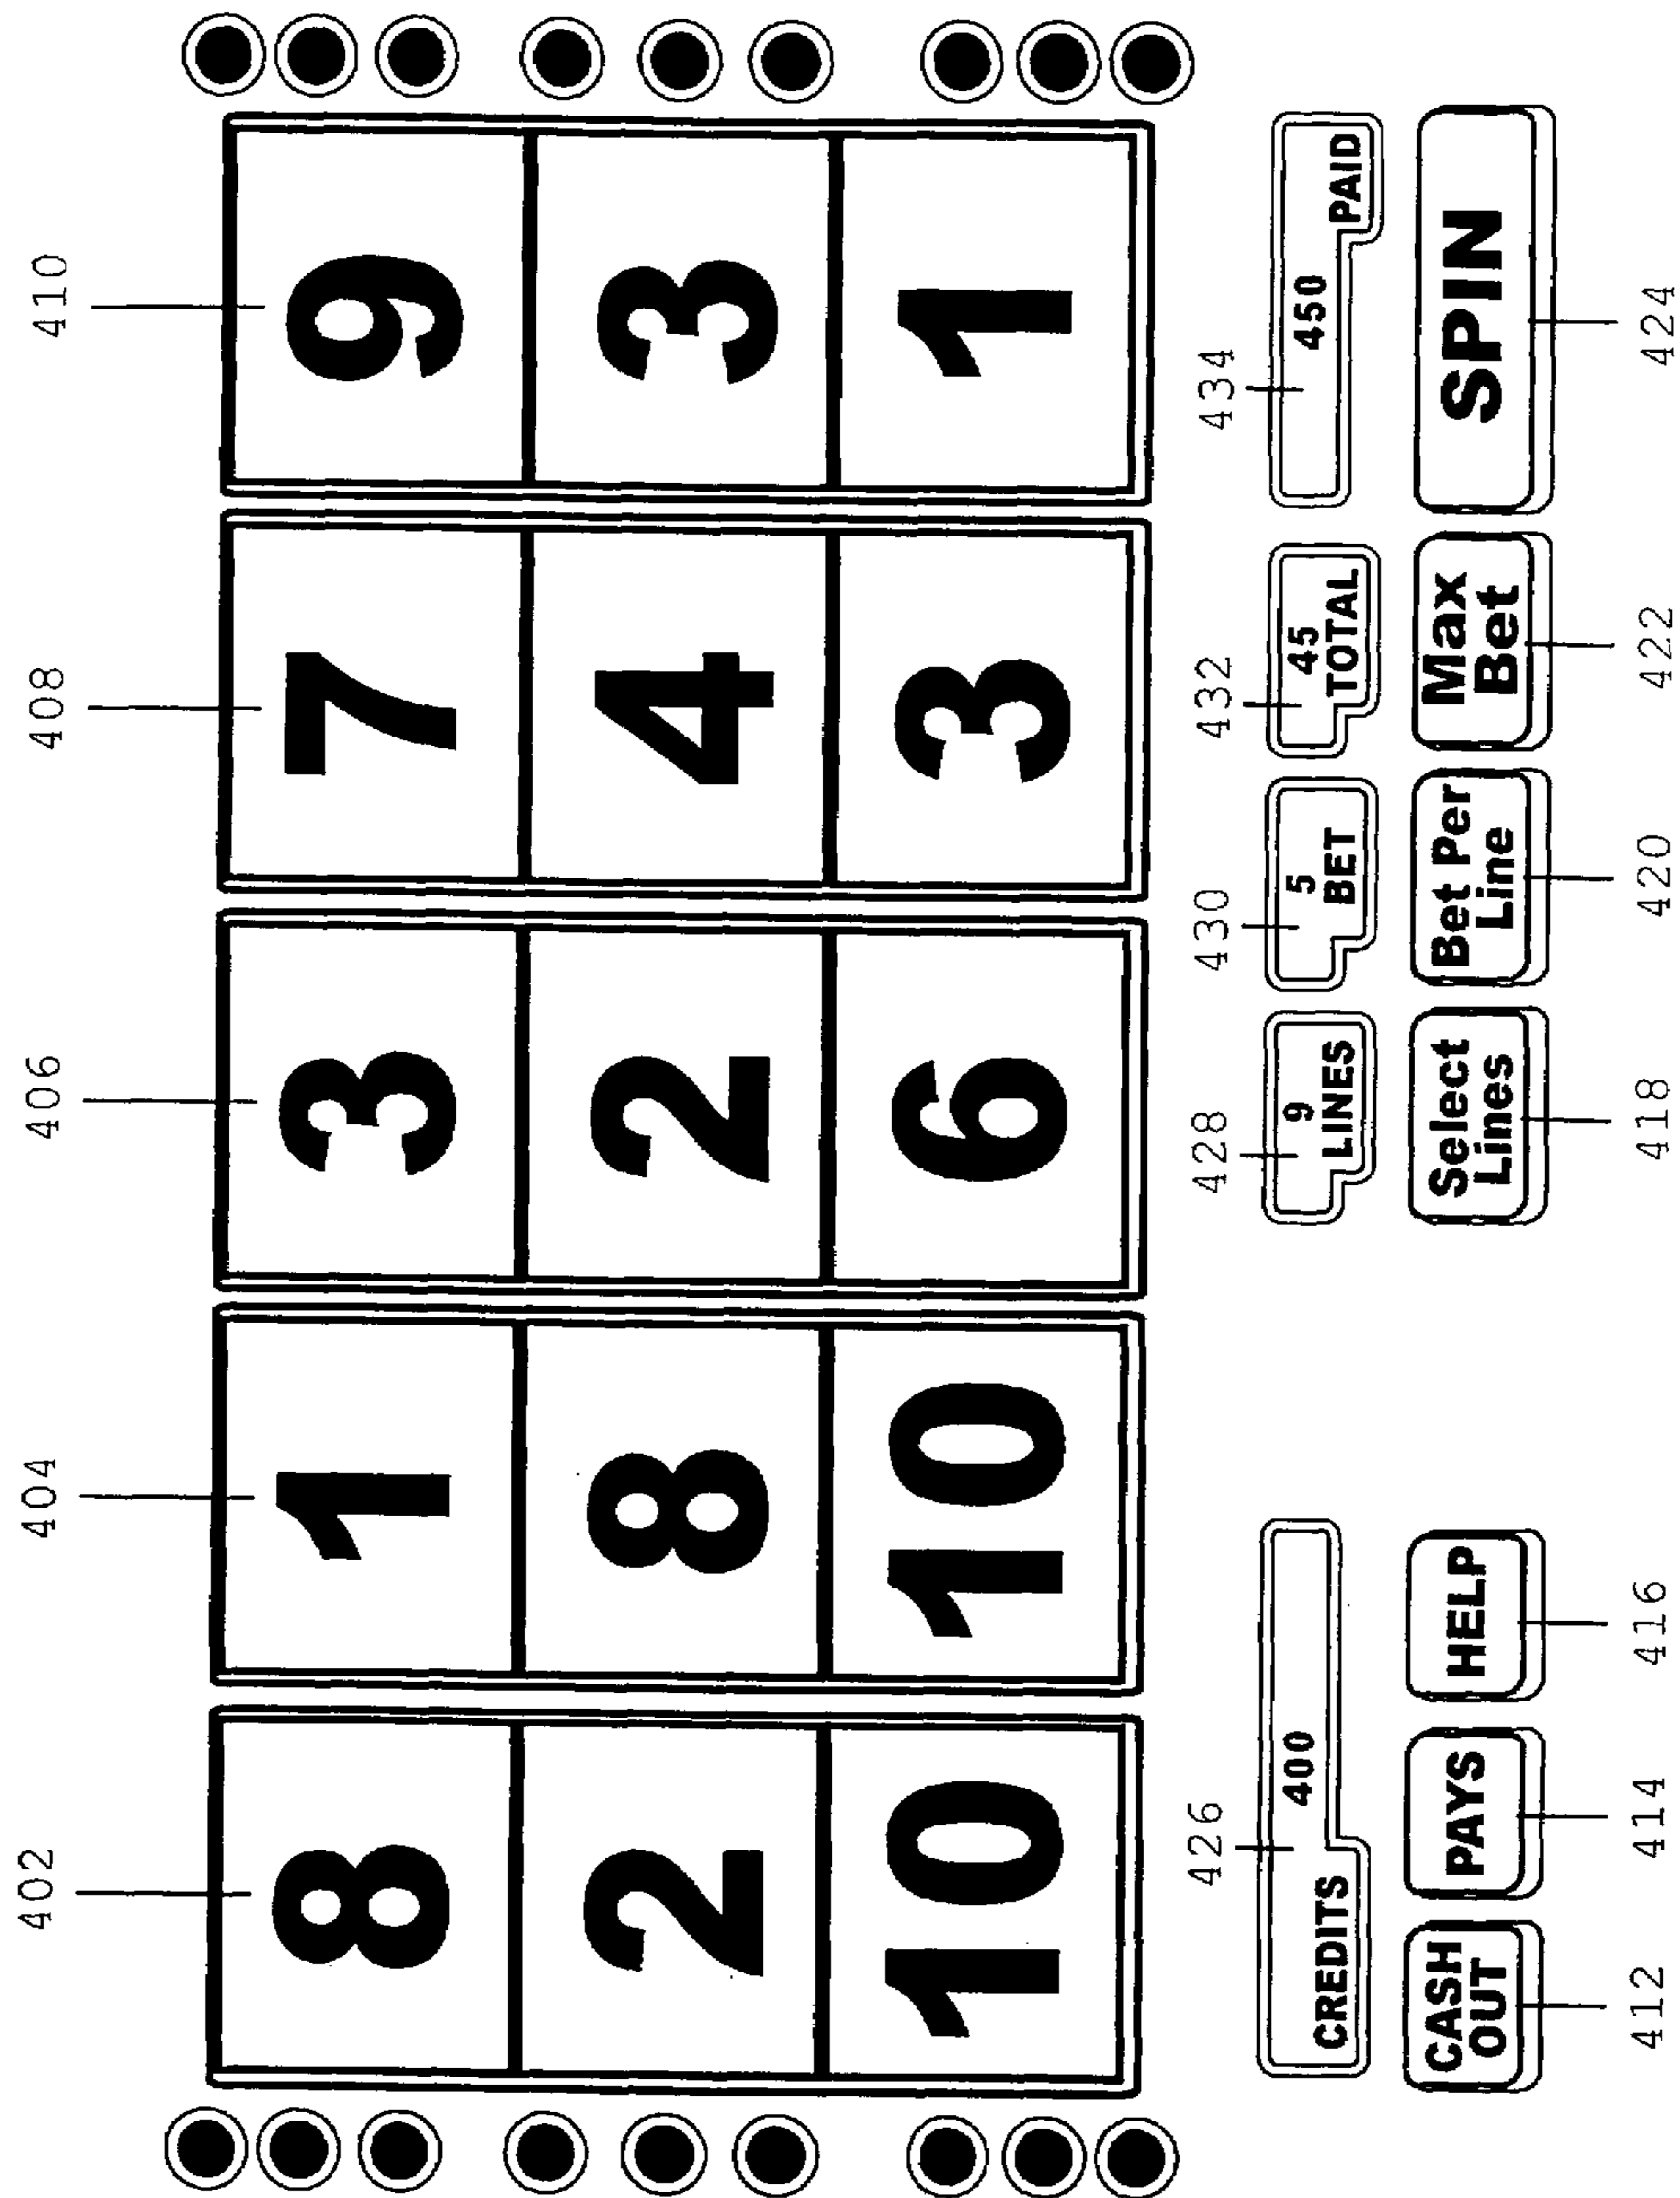 402 404 406 408 410
8 1 3 7 9
2 8 2 4 3
10 10 6 3 1
426 428 430 432 434
400 9 5 45 450
CREDITS LINES BET TOTAL PAID
CASH OUT
PAYS
HELP
Select Lines
Bet Per Line
Max Bet
SPIN
412 414 416 418 420 422 424